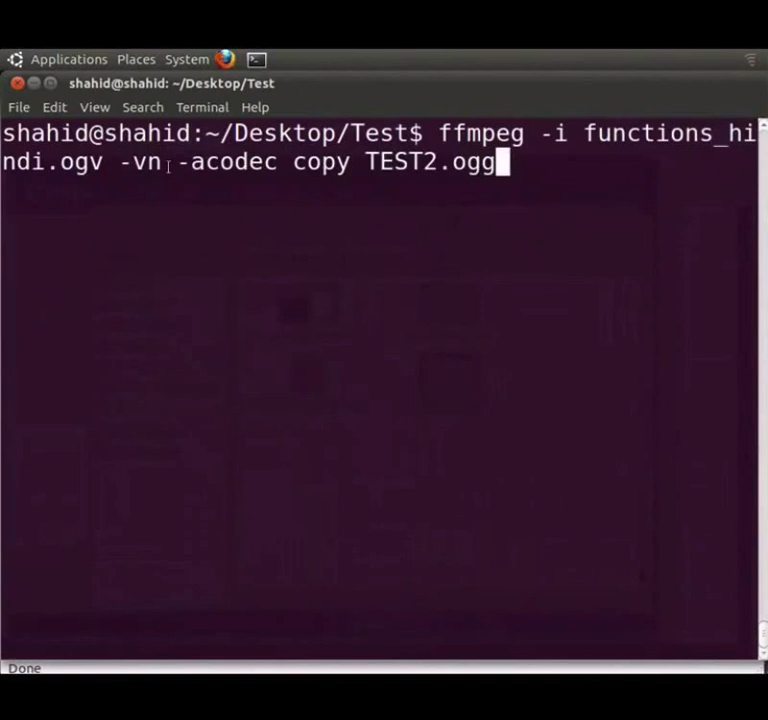 Applications Places System
shahid@shahid: ~/Desktop/Test
File Edit View Search Terminal Help
shahid@shahid:~/Desktop/Test$ ffmpeg -i functions_hi
ndi.ogv -vn -acodec copy TEST2.ogg
Done